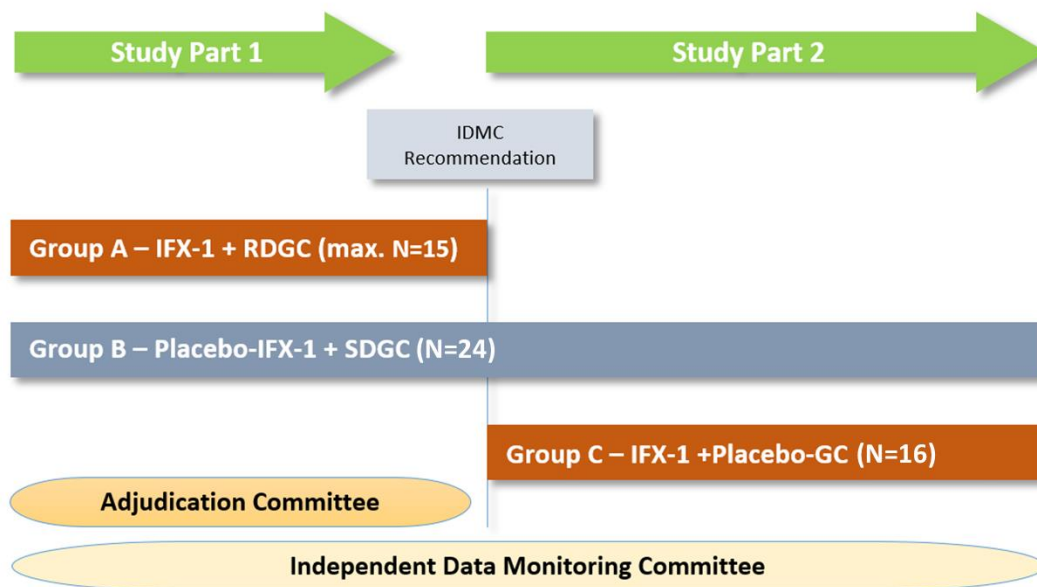 Study Part 1
Study Part 2
IDMC
Recommendation
Group A – IFX-1 + RDGC (max. N=15)
Group B – Placebo-IFX-1 + SDGC (N=24)
Group C – IFX-1 +Placebo-GC (N=16)
Adjudication Committee
Independent Data Monitoring Committee